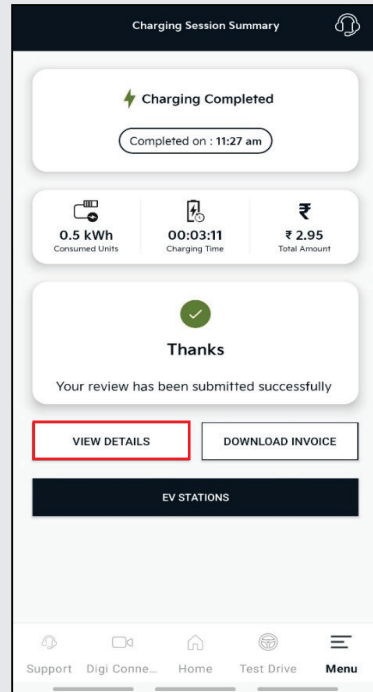 Charging Session Summary
Charging Completed
Completed on : 11:27 am
0.5 kWh
Consumed Units
00:03:11
Charging Time
₹
₹ 2.95
Total Amount
Thanks
Your review has been submitted successfully
VIEW DETAILS
DOWNLOAD INVOICE
EV STATIONS
Support Digi Conne... Home Test Drive Menu